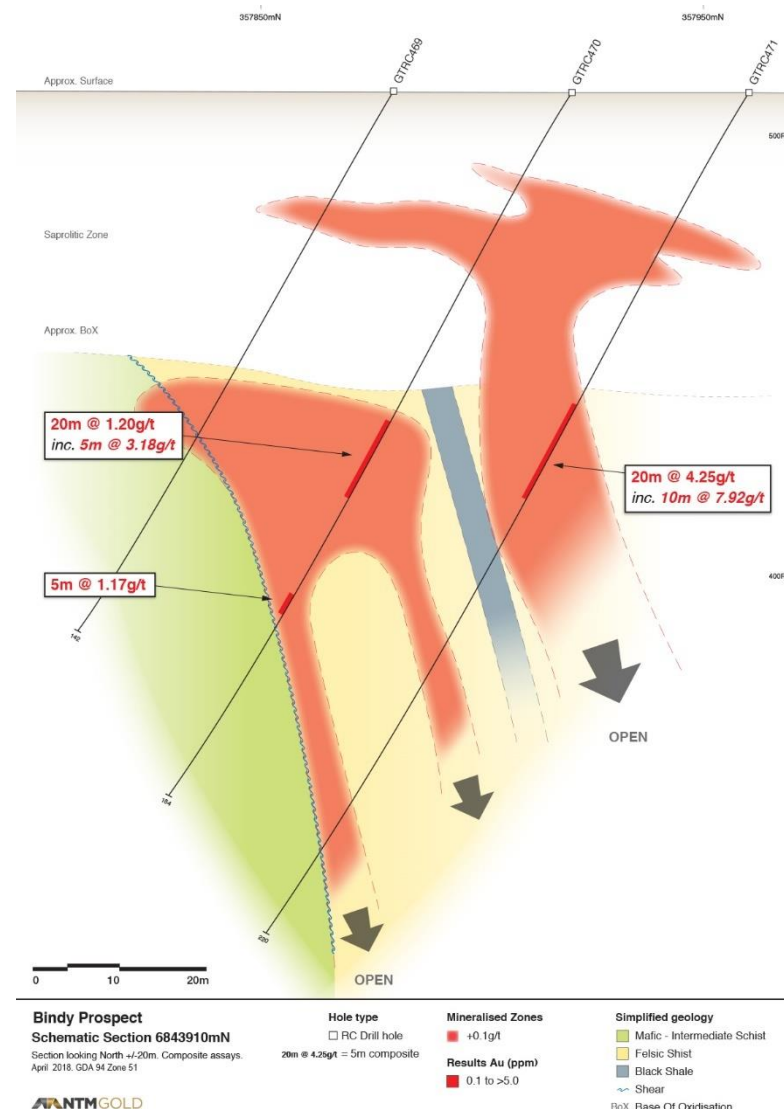 357850mN
357950mN
GTRC469
GTRC470
GTRC471
Approx. Surface
500R
Saprolitic Zone
Approx. BoX
20m @ 1.20g/t
inc. 5m @ 3.18g/t
20m @ 4.25g/t
inc. 10m @ 7.92g/t
5m @ 1.17g/t
400R
142
OPEN
184
220
OPEN
0 10 20m
Bindy Prospect
Schematic Section 6843910mN
Section looking North +/-20m. Composite assays.
April 2018. GDA 94 Zone 51
NTMGOLD
Hole type
RC Drill hole
20m @ 4.25g/t = 5m composite
Mineralised Zones
+0.1g/t
Results Au (ppm)
0.1 to >5.0
Simplified geology
Mafic - Intermediate Schist
Felsic Shist
Black Shale
Shear
BoX Base Of Oxidisation